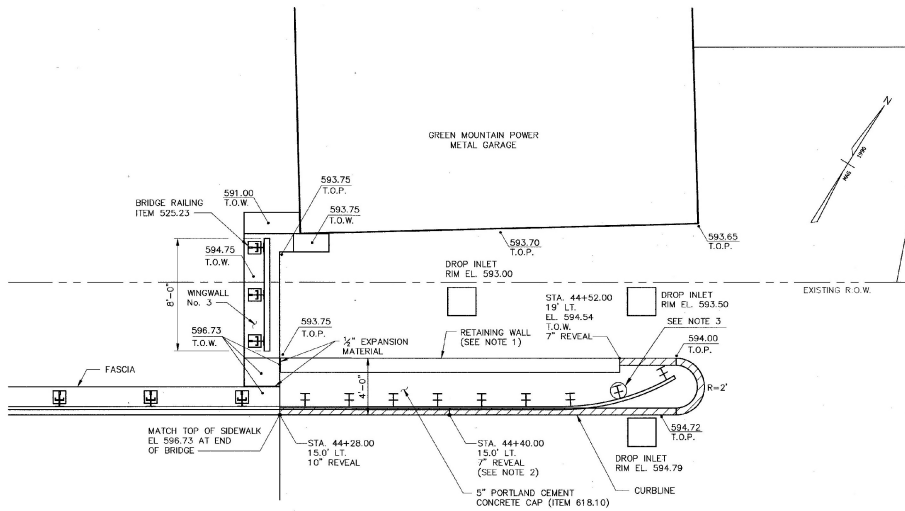 GREEN MOUNTAIN POWER
METAL GARAGE
N
MAG 1990
593.75
T.O.P.
591.00
T.O.W.
593.75
T.O.W.
BRIDGE RAILING
ITEM 525.23
594.75
T.O.W.
593.70
T.O.P.
593.65
T.O.P.
DROP INLET
RIM EL. 593.00
EXISTING R.O.W.
8'-0"
WINGWALL
No. 3
STA. 44+52.00
19' LT.
EL. 594.54
T.O.W.
7" REVEAL
DROP INLET
RIM EL. 593.50
SEE NOTE 3
596.73
T.O.W.
593.75
T.O.P.
½" EXPANSION
MATERIAL
RETAINING WALL
(SEE NOTE 1)
594.00
T.O.P.
FASCIA
4'-0"
R=2'
MATCH TOP OF SIDEWALK
EL 596.73 AT END
OF BRIDGE
STA. 44+28.00
15.0' LT.
10" REVEAL
STA. 44+40.00
15.0' LT.
7" REVEAL
(SEE NOTE 2)
594.72
T.O.P.
DROP INLET
RIM EL. 594.79
5" PORTLAND CEMENT
CONCRETE CAP (ITEM 618.10)
CURBLINE